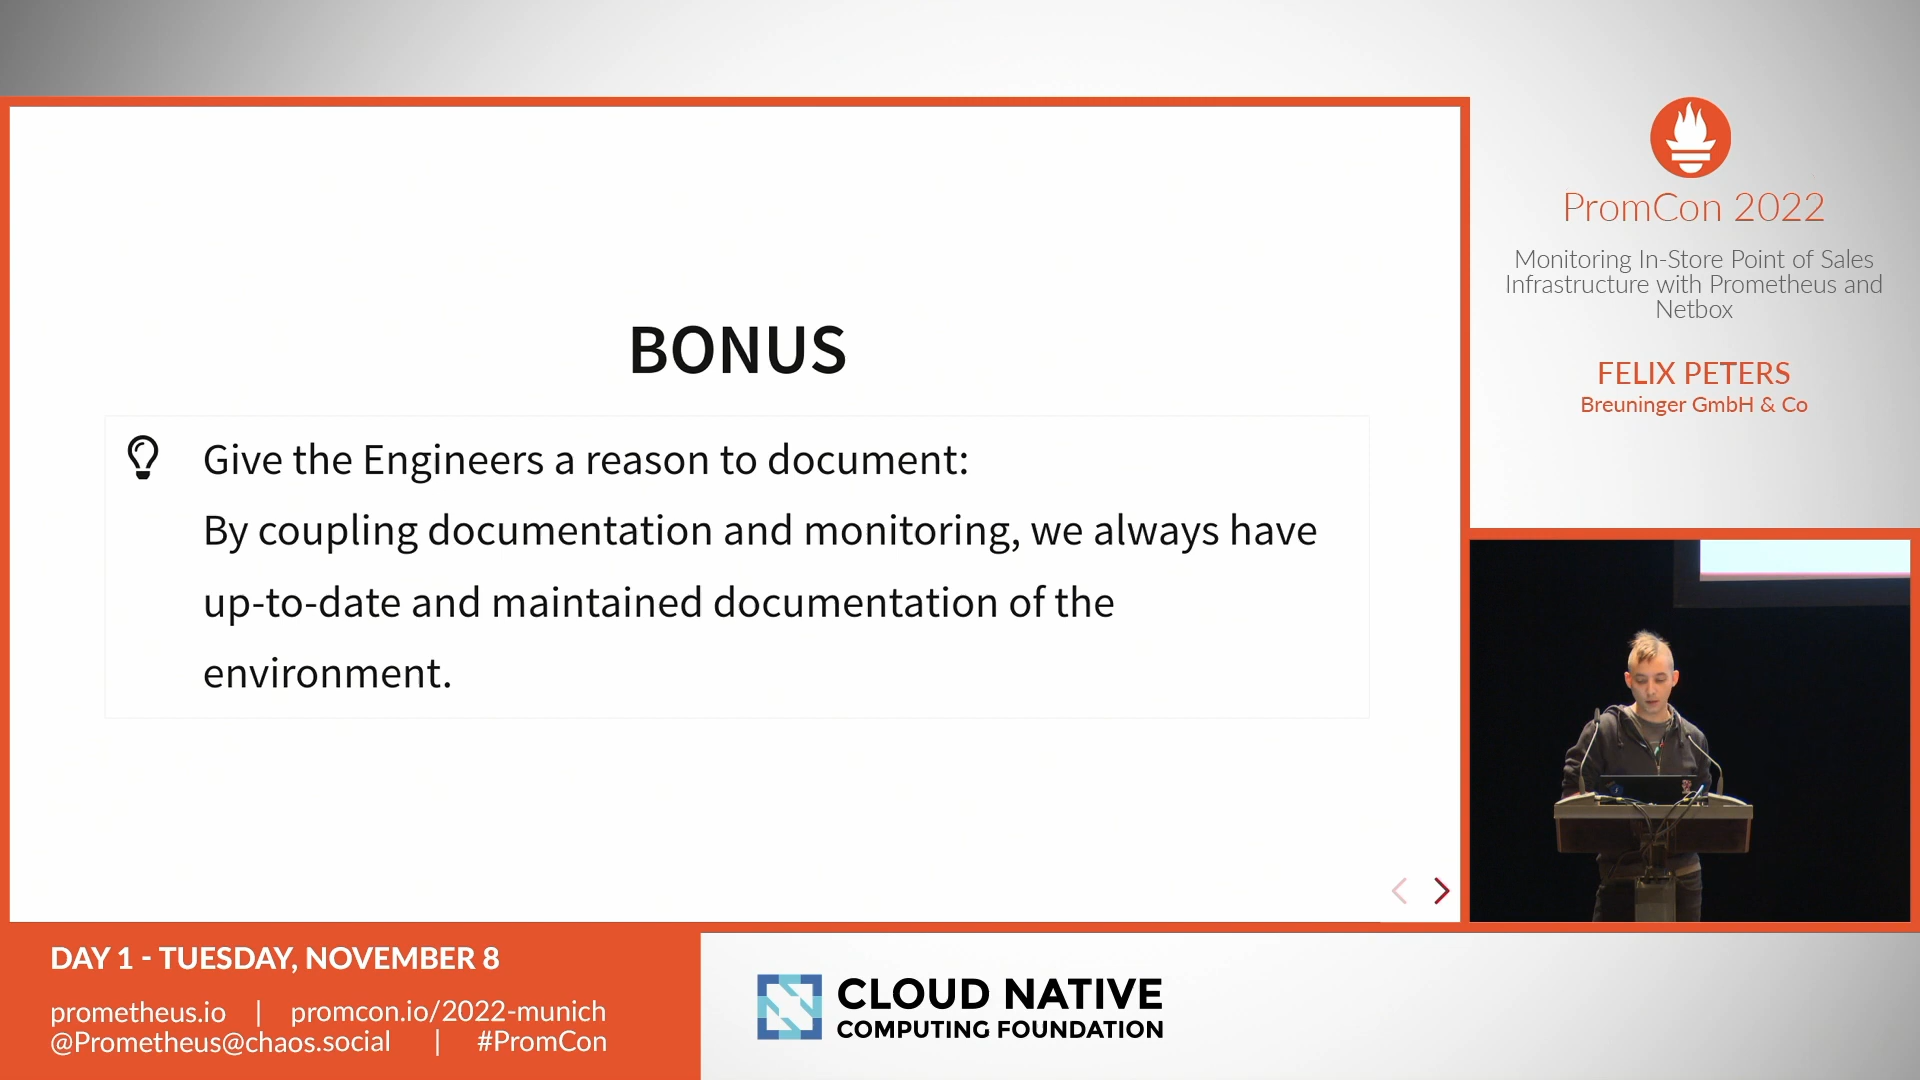 BONUS
Give the Engineers a reason to document:
By coupling documentation and monitoring, we always have
up-to-date and maintained documentation of the
environment.
PromCon 2022
Monitoring In-Store Point of Sales
Infrastructure with Prometheus and
Netbox
FELIX PETERS
Breuninger GmbH & Co
DAY 1 - TUESDAY, NOVEMBER 8
prometheus.io | promcon.io/2022-munich
@Prometheus@chaos.social | #PromCon
CLOUD NATIVE
COMPUTING FOUNDATION